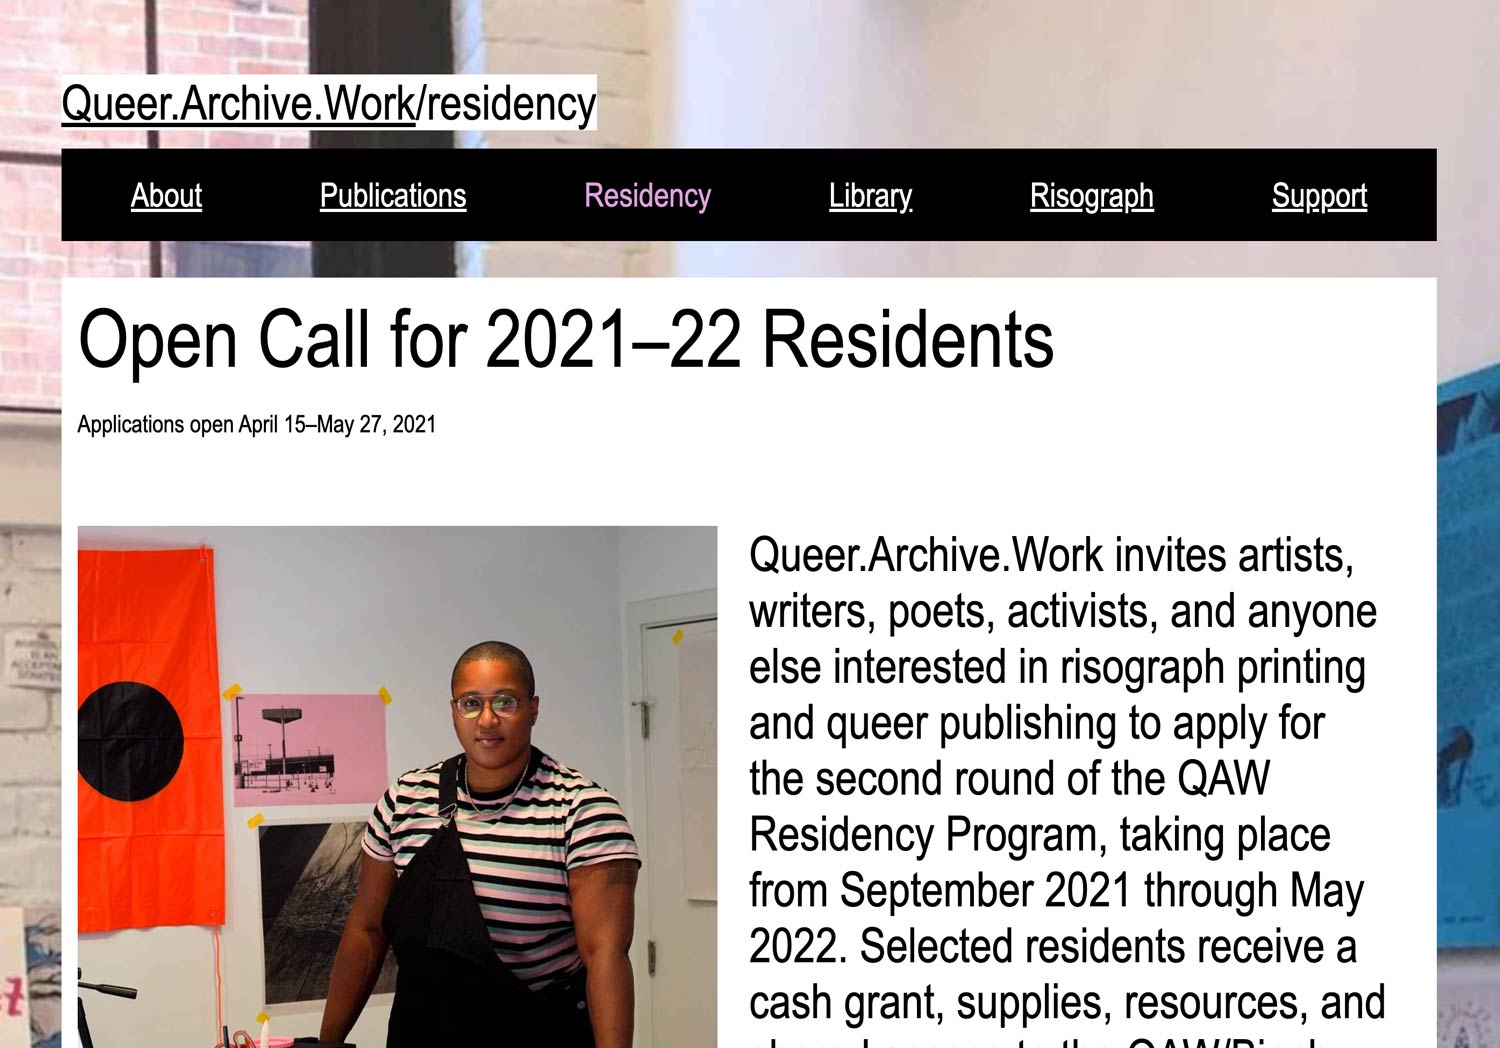 Queer.Archive.Work/residency
About Publications Residency Library Risograph Support
Open Call for 2021–22 Residents
Applications open April 15–May 27, 2021
Queer.Archive.Work invites artists,
writers, poets, activists, and anyone
else interested in risograph printing
and queer publishing to apply for
the second round of the QAW
Residency Program, taking place
from September 2021 through May
2022. Selected residents receive a
cash grant, supplies, resources, and